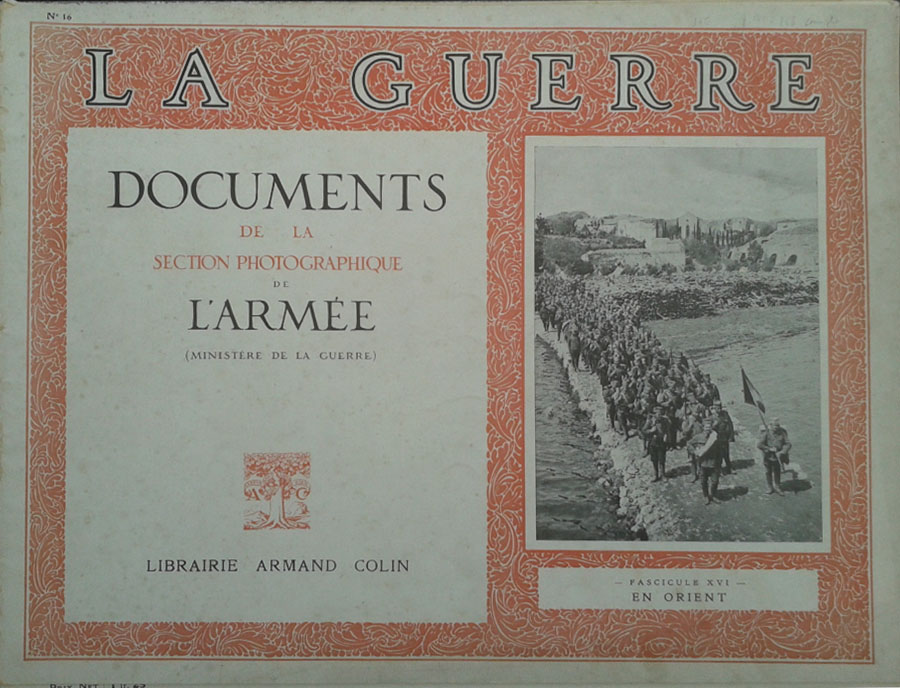 N° 16
LA GUERRE
DOCUMENTS
DE LA
SECTION PHOTOGRAPHIQUE
DE
L'ARMÉE
(MINISTÈRE DE LA GUERRE)
A C
LIBRAIRIE ARMAND COLIN
— FASCICULE XVI —
EN ORIENT